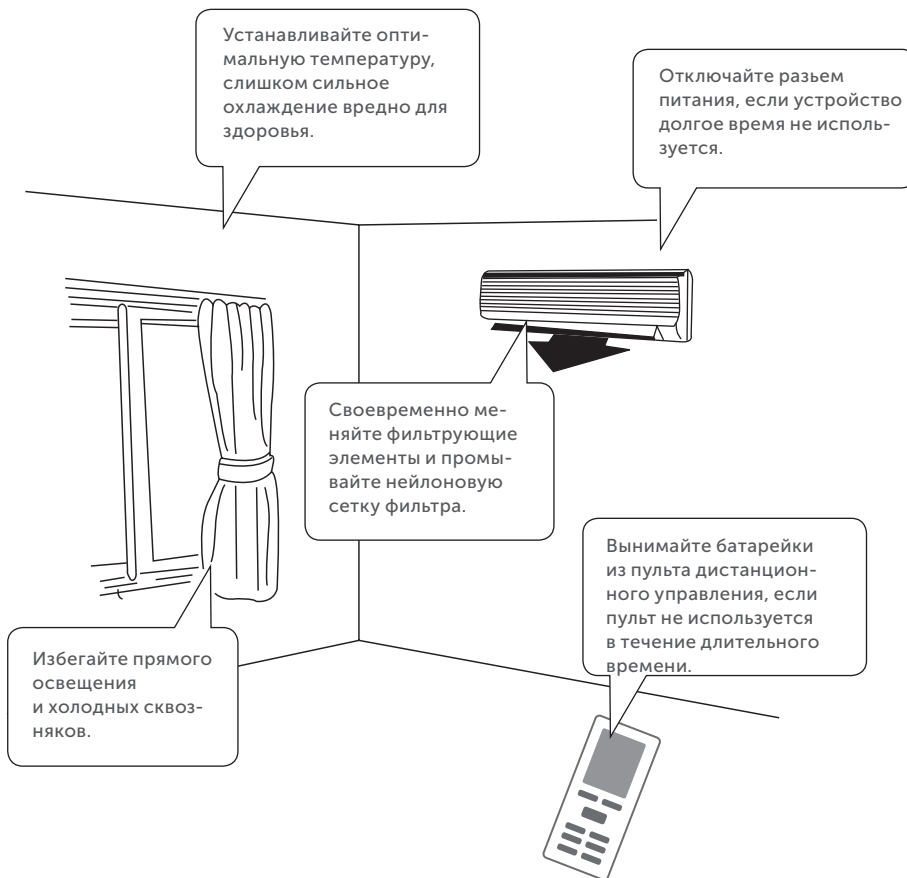 Устанавливайте опти-
мальную температуру,
слишком сильное
охлаждение вредно для
здоровья.
Отключайте разьем
питания, если устройство
долгое время не исполь-
зуется.
Своевременно ме-
няйте фильтрующие
элементы и промы-
вайте нейлоновую
сетку фильтра.
Вынимайте батарейки
из пульта дистанцион-
ного управления, если
пульт не используется
в течение длительного
времени.
Избегайте прямого
освещения
и холодных сквоз-
няков.